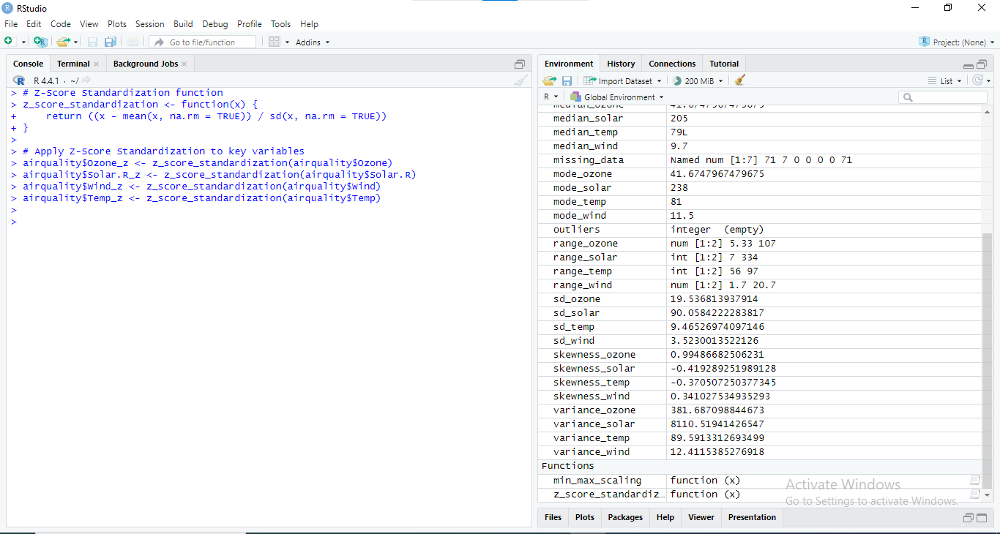 RStudio
File Edit Code View Plots Session Build Debug Profile Tools Help
Go to file/function Addins Project: (None)
Console Terminal Background Jobs
R 4.4.1 · ~/
> # Z-Score Standardization function
> z_score_standardization <- function(x) {
+     return ((x - mean(x, na.rm = TRUE)) / sd(x, na.rm = TRUE))
+ }
>
> # Apply Z-Score Standardization to key variables
> airquality$Ozone_z <- z_score_standardization(airquality$Ozone)
> airquality$Solar.R_z <- z_score_standardization(airquality$Solar.R)
> airquality$Wind_z <- z_score_standardization(airquality$Wind)
> airquality$Temp_z <- z_score_standardization(airquality$Temp)
>
>
Environment History Connections Tutorial
Import Dataset 200 MiB List
R Global Environment
median_ozone 41.6747967479675
median_solar 205
median_temp 79L
median_wind 9.7
missing_data Named num [1:7] 71 7 0 0 0 0 71
mode_ozone 41.6747967479675
mode_solar 238
mode_temp 81
mode_wind 11.5
outliers integer (empty)
range_ozone num [1:2] 5.33 107
range_solar int [1:2] 7 334
range_temp int [1:2] 56 97
range_wind num [1:2] 1.7 20.7
sd_ozone 19.536813937914
sd_solar 90.0584222283817
sd_temp 9.46526974097146
sd_wind 3.5230013522126
skewness_ozone 0.99486682506231
skewness_solar -0.419289251989128
skewness_temp -0.370507250377345
skewness_wind 0.341027534935293
variance_ozone 381.687098844673
variance_solar 8110.51941426547
variance_temp 89.5913312693499
variance_wind 12.4115385276918
Functions
min_max_scaling function (x)
z_score_standardiz… function (x)
Activate Windows
Go to Settings to activate Windows.
Files Plots Packages Help Viewer Presentation